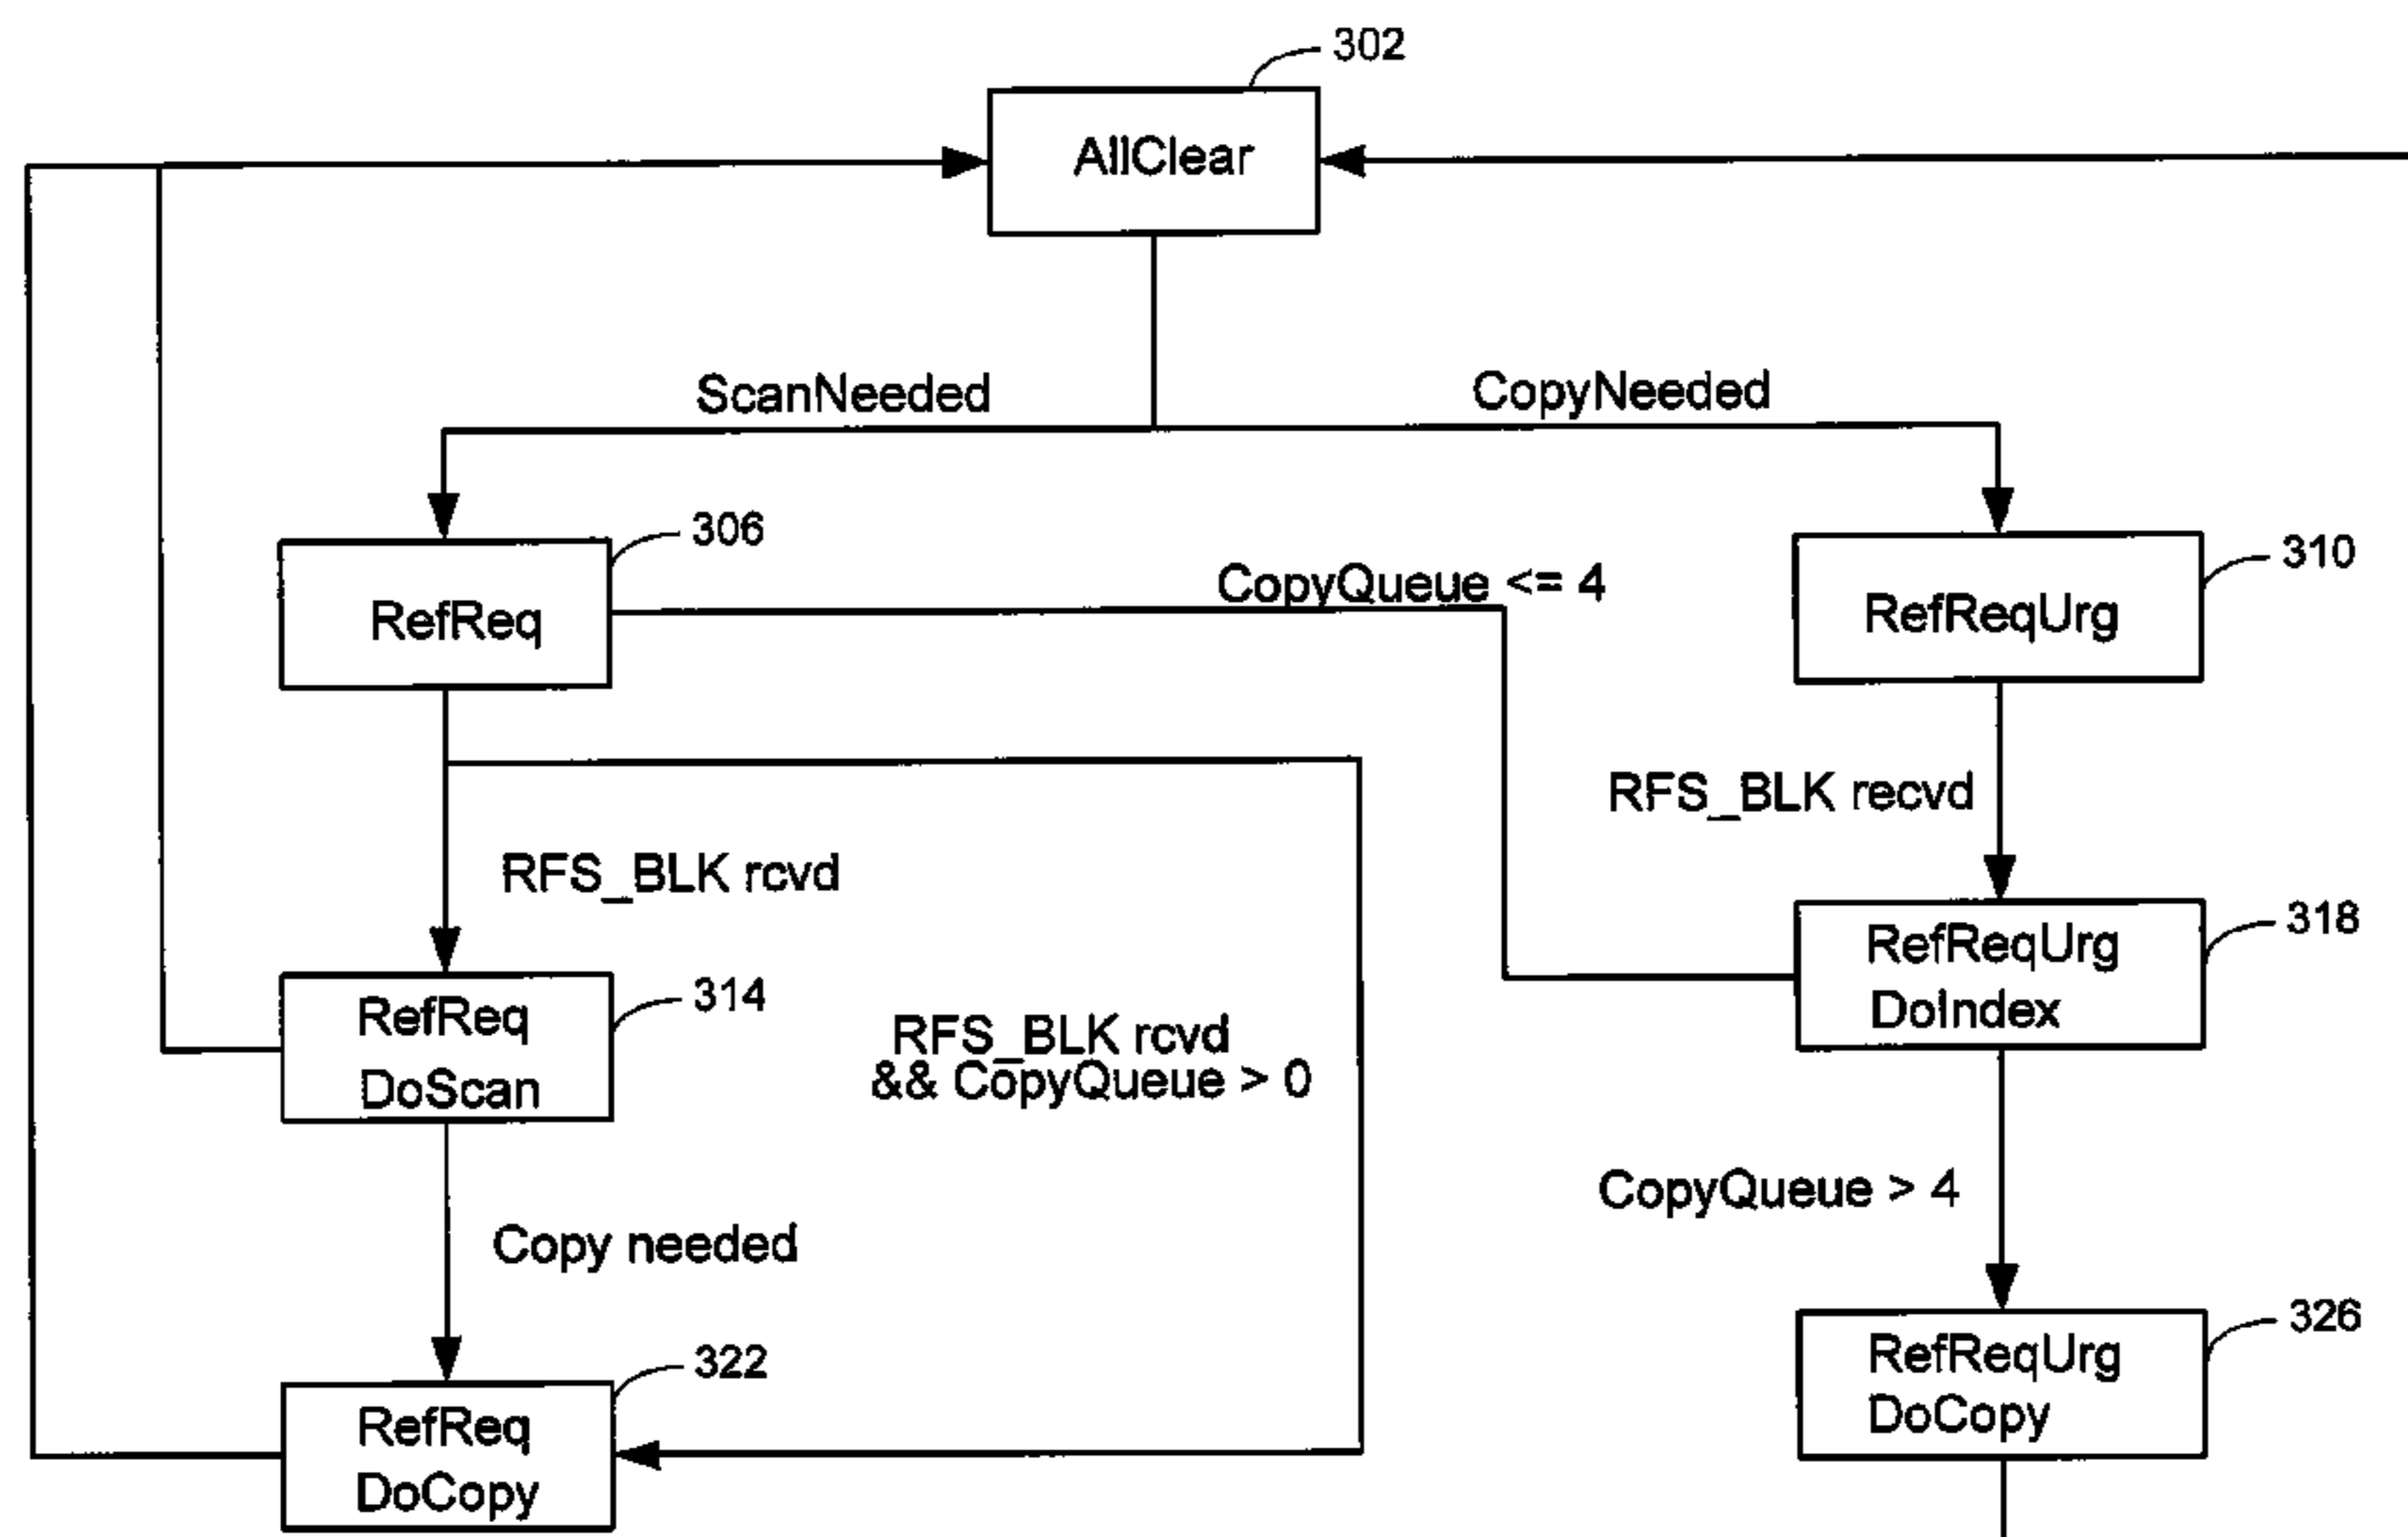 302
AllClear
ScanNeeded
CopyNeeded
306
RefReq
CopyQueue <= 4
310
RefReqUrg
RFS_BLK recvd
RFS_BLK rcvd
318
RefReqUrg
DoIndex
314
RefReq
DoScan
RFS_BLK rcvd
&& CopyQueue > 0
CopyQueue > 4
Copy needed
322
RefReq
DoCopy
326
RefReqUrg
DoCopy